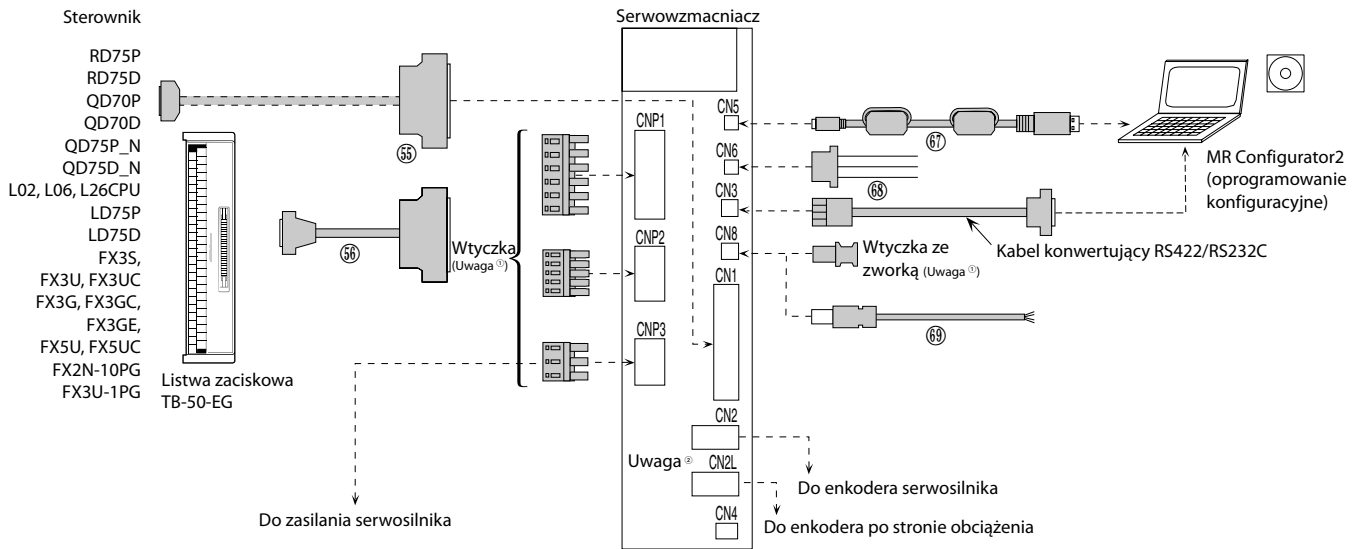 Sterownik
RD75P
RD75D
QD70P
QD70D
QD75P_N
QD75D_N
L02, L06, L26CPU
LD75P
LD75D
FX3S,
FX3U, FX3UC
FX3G, FX3GC,
FX3GE,
FX5U, FX5UC
FX2N-10PG
FX3U-1PG
Listwa zaciskowa
TB-50-EG
55
56
Wtyczka
(Uwaga ①)
Do zasilania serwosilnika
Serwowzmacniacz
CNP1
CNP2
CNP3
CN5
CN6
CN3
CN8
CN1
CN2
Uwaga ②
CN2L
CN4
67
68
MR Configurator2
(oprogramowanie
konfiguracyjne)
Kabel konwertujący RS422/RS232C
Wtyczka ze
zworką (Uwaga ①)
69
Do enkodera serwosilnika
Do enkodera po stronie obciążenia